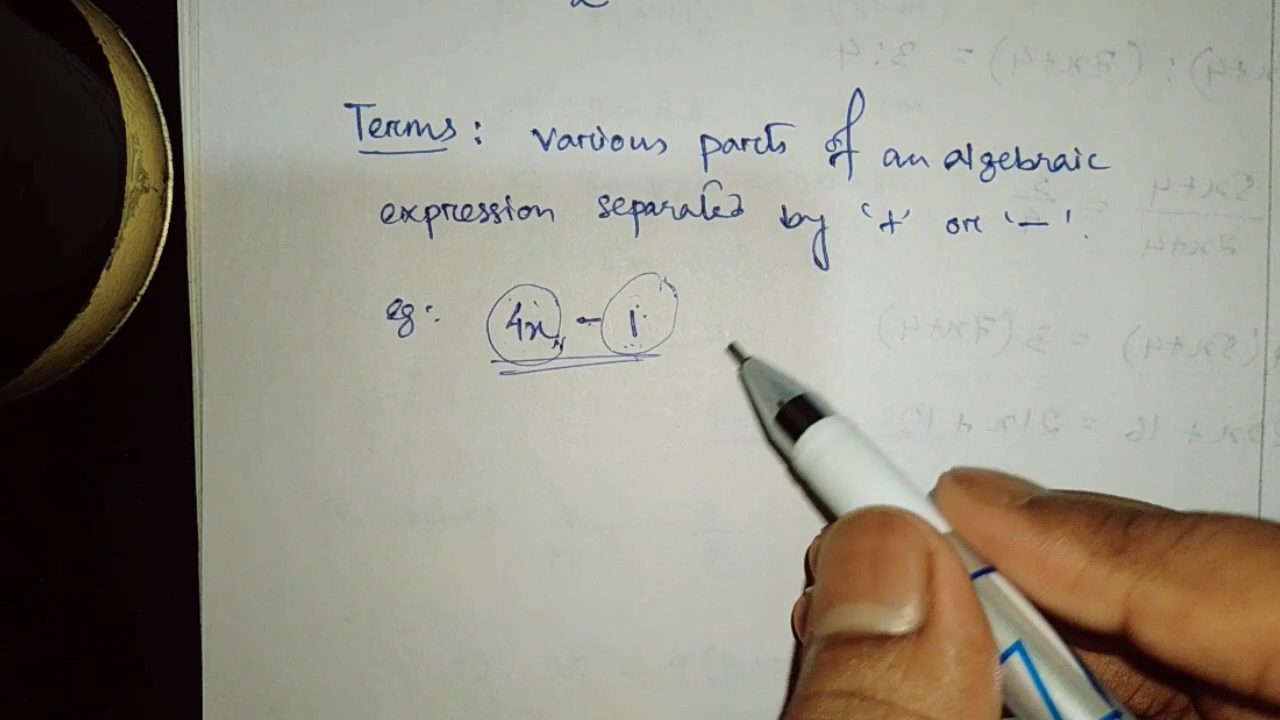 Terms: various parts of an algebraic
expression separated by '+' or '-'.
eg: 4x - 1